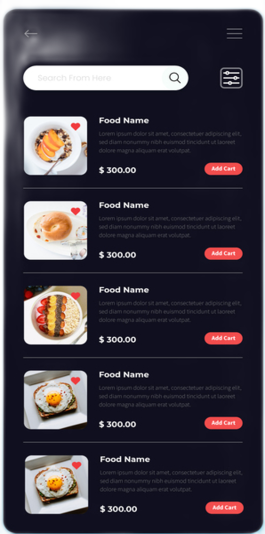 Search From Here
Food Name
Lorem ipsum dolor sit amet, consectetuer adipiscing elit,
sed diam nonummy nibh euismod tincidunt ut laoreet
dolore magna aliquam erat volutpat.
$ 300.00
Add Cart
Food Name
Lorem ipsum dolor sit amet, consectetuer adipiscing elit,
sed diam nonummy nibh euismod tincidunt ut laoreet
dolore magna aliquam erat volutpat.
$ 300.00
Add Cart
Food Name
Lorem ipsum dolor sit amet, consectetuer adipiscing elit,
sed diam nonummy nibh euismod tincidunt ut laoreet
dolore magna aliquam erat volutpat.
$ 300.00
Add Cart
Food Name
Lorem ipsum dolor sit amet, consectetuer adipiscing elit,
sed diam nonummy nibh euismod tincidunt ut laoreet
dolore magna aliquam erat volutpat.
$ 300.00
Add Cart
Food Name
Lorem ipsum dolor sit amet, consectetuer adipiscing elit,
sed diam nonummy nibh euismod tincidunt ut laoreet
dolore magna aliquam erat volutpat.
$ 300.00
Add Cart